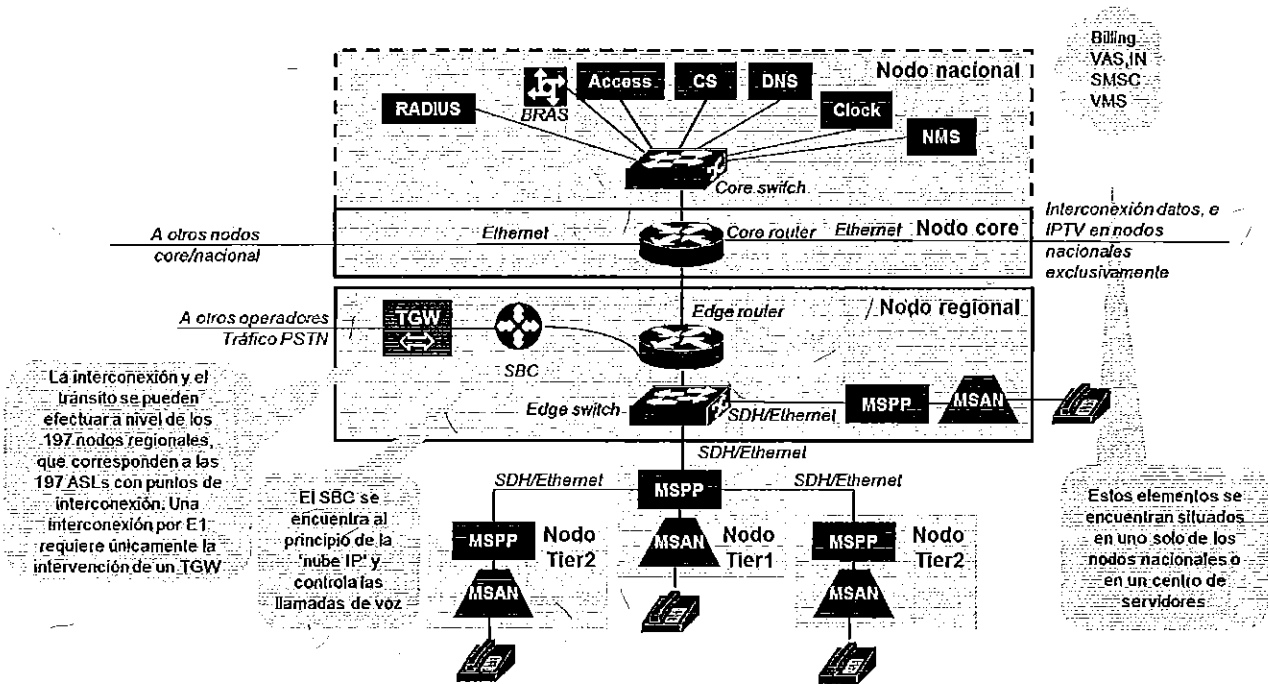 Billing
VAS,IN
SMSC
VMS
Nodo nacional
RADIUS
BRAS
Access
CS
DNS
Clock
NMS
Core switch
A otros nodos
core/nacional
Ethernet
Core router
Ethernet
Nodo core
Interconexión datos, e
IPTV en nodos
nacionales
exclusivamente
A otros operadores
Tráfico PSTN
TGW
SBC
Edge router
Nodo regional
Edge switch
SDH/Ethernet
MSPP
MSAN
La interconexión y el
tránsito se pueden
efectuar a nivel de los
197 nodos regionales,
que corresponden a las
197 ASLs con puntos de
interconexión. Una
interconexión por E1
requiere únicamente la
intervención de un TGW
El SBC se
encuentra al
principio de la
'nube IP' y
controla las
llamadas de voz
SDH/Ethernet
SDH/Ethernet
MSPP
SDH/Ethernet
MSPP
Nodo
Tier2
MSAN
MSAN
Nodo
Tier1
MSPP
Nodo
Tier2
MSAN
Estos elementos se
encuentran situados
en uno solo de los
nodos nacionales o
en un centro de
servidores